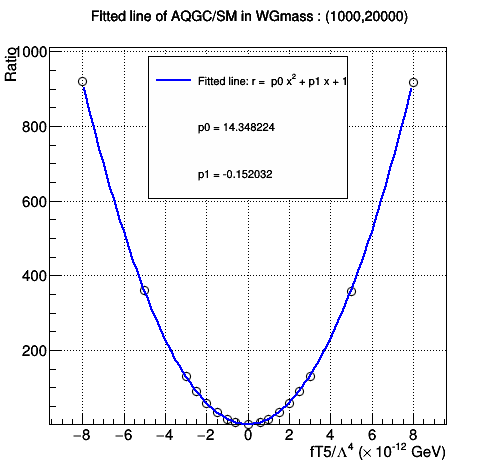 FItted line of AQGC/SM in WGmass : (1000,20000)
Ratio
1000
800
600
400
200
Fitted line: r = p0 x² + p1 x + 1
p0 = 14.348224
p1 = -0.152032
−8 −6 −4 −2 0 2 4 6 8
fT5/Λ⁴ (× 10⁻¹² GeV)